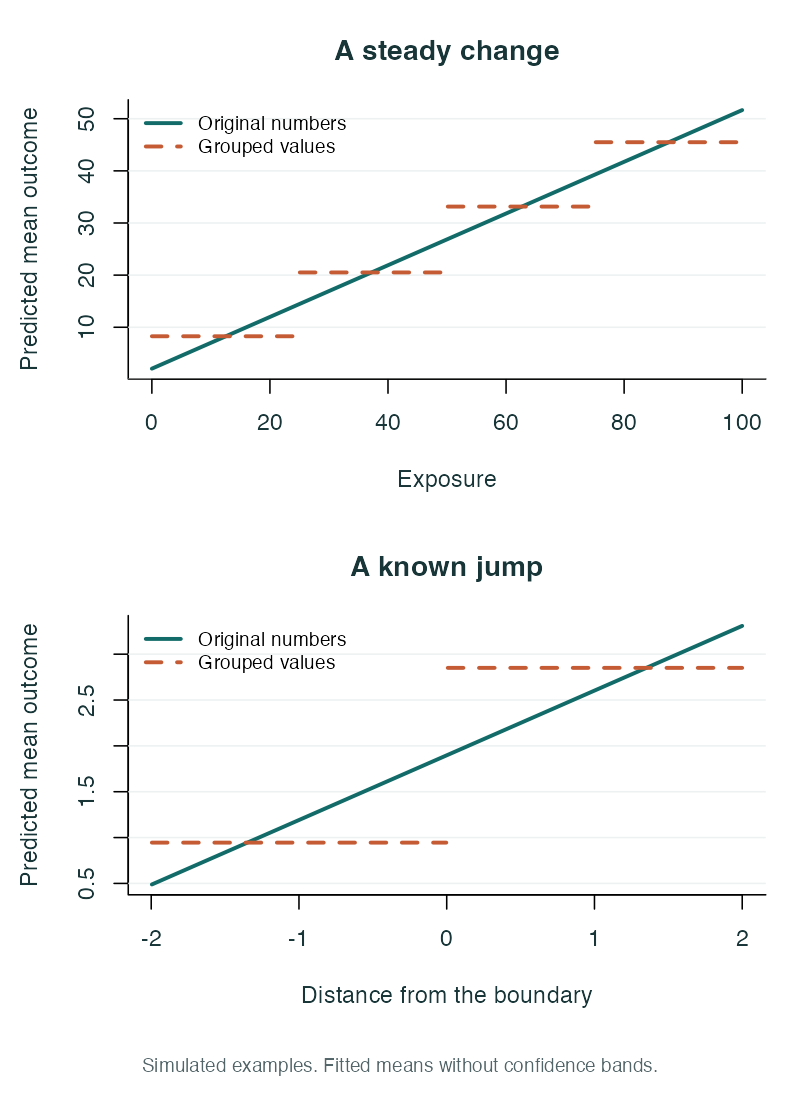 A steady change
Predicted mean outcome
50
40
30
20
10
Original numbers
Grouped values
0 20 40 60 80 100
Exposure
A known jump
Predicted mean outcome
2.5
1.5
0.5
Original numbers
Grouped values
-2 -1 0 1 2
Distance from the boundary
Simulated examples. Fitted means without confidence bands.